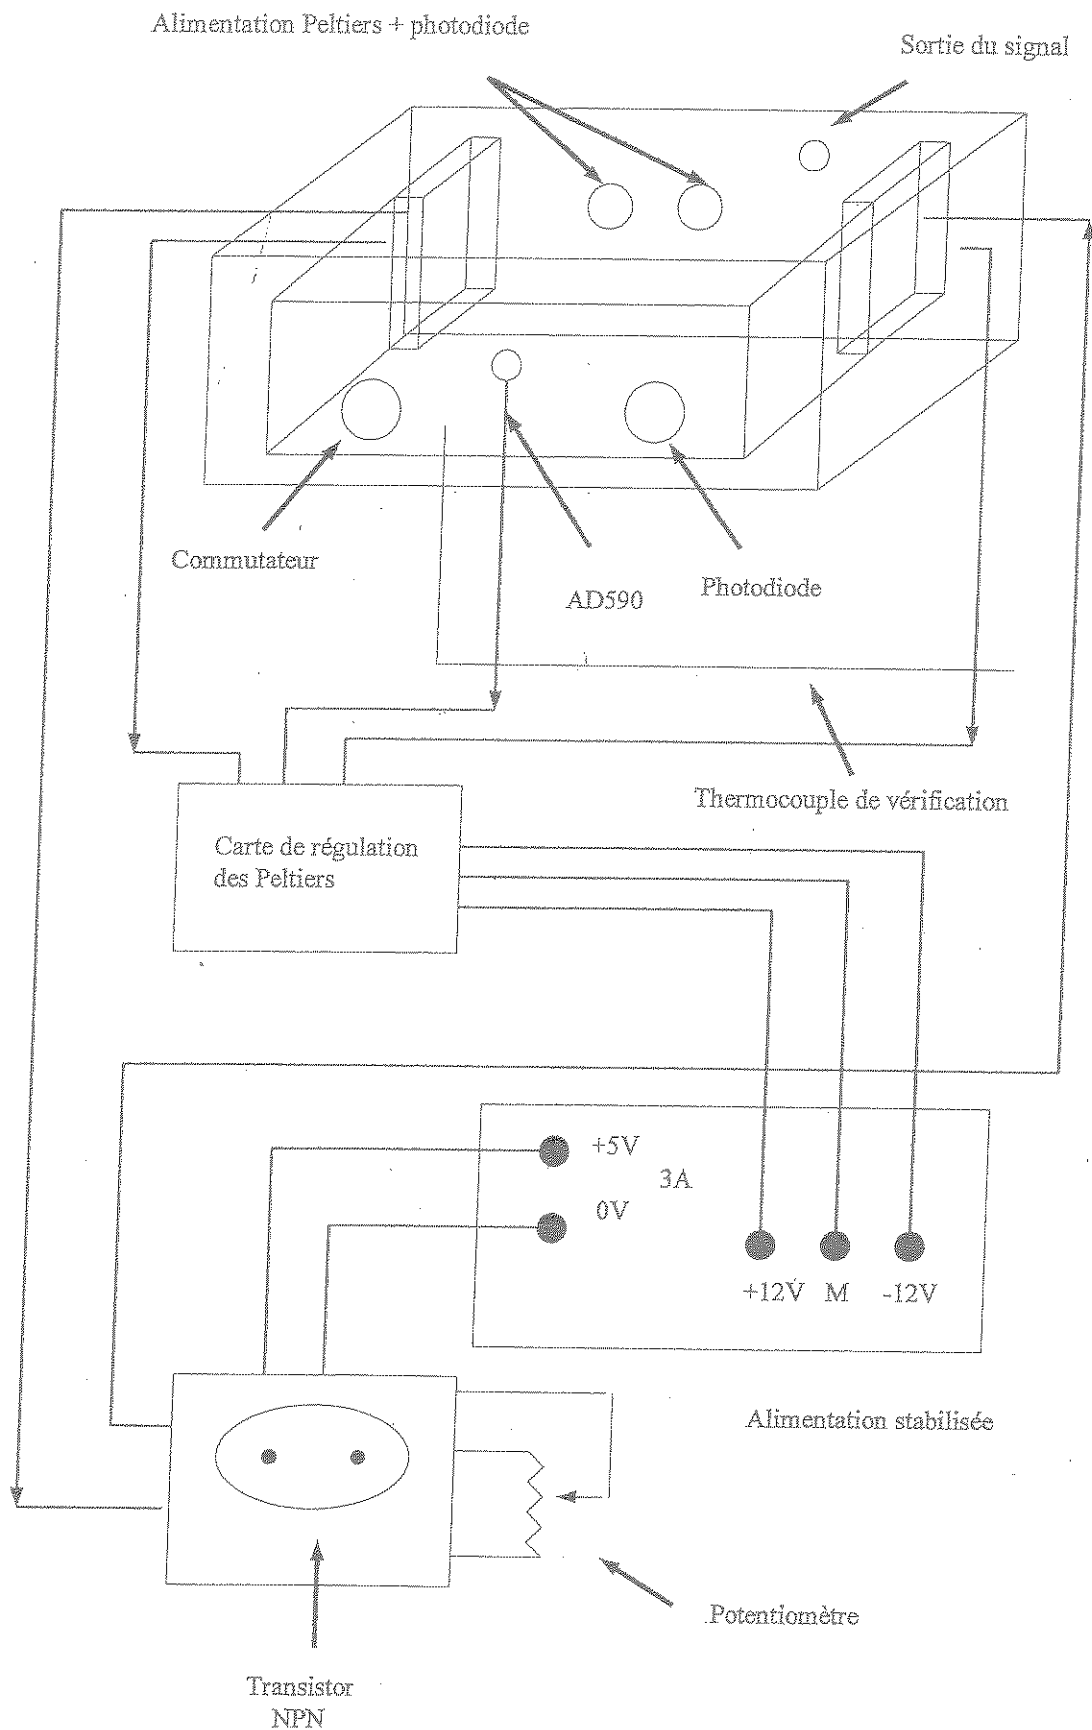 Alimentation Peltiers + photodiode
Sortie du signal
Commutateur
AD590
Photodiode
Thermocouple de vérification
Carte de régulation
des Peltiers
+5V
3A
0V
+12V
M
-12V
Alimentation stabilisée
Potentiomètre
Transistor
NPN